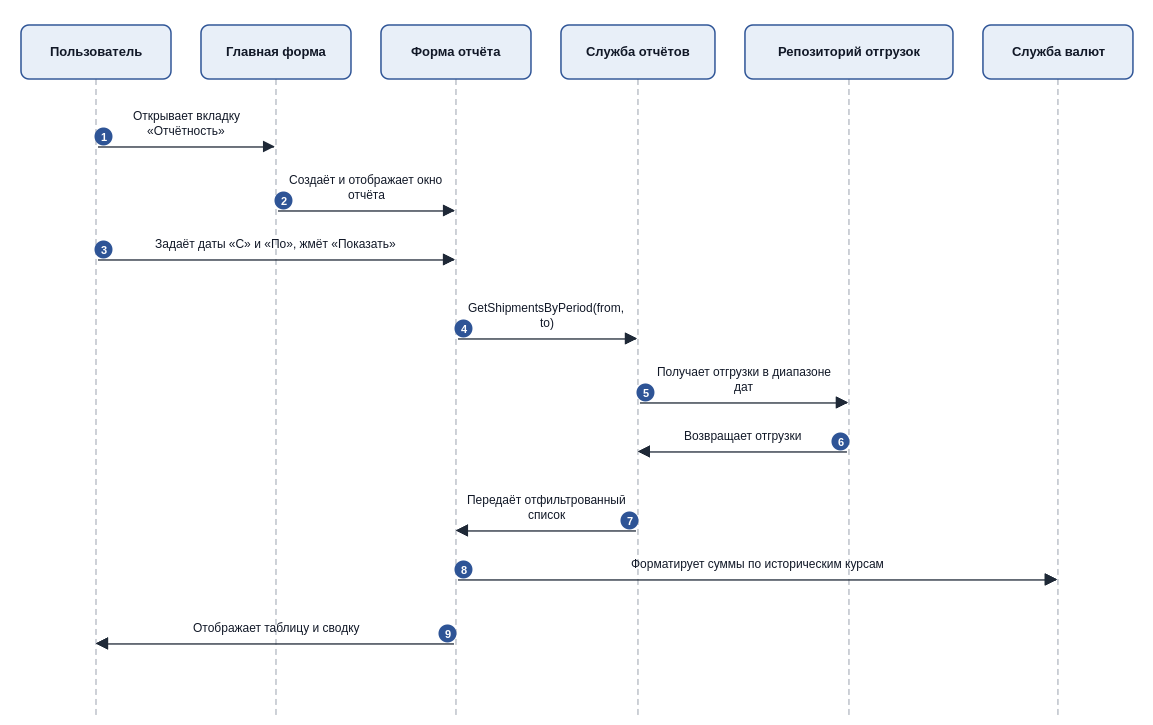 Пользователь
Главная форма
Форма отчёта
Служба отчётов
Репозиторий отгрузок
Служба валют
Открывает вкладку
«Отчётность»
1
Создаёт и отображает окно
отчёта
2
Задаёт даты «С» и «По», жмёт «Показать»
3
GetShipmentsByPeriod(from,
to)
4
Получает отгрузки в диапазоне
дат
5
Возвращает отгрузки
6
Передаёт отфильтрованный
список
7
Форматирует суммы по историческим курсам
8
Отображает таблицу и сводку
9